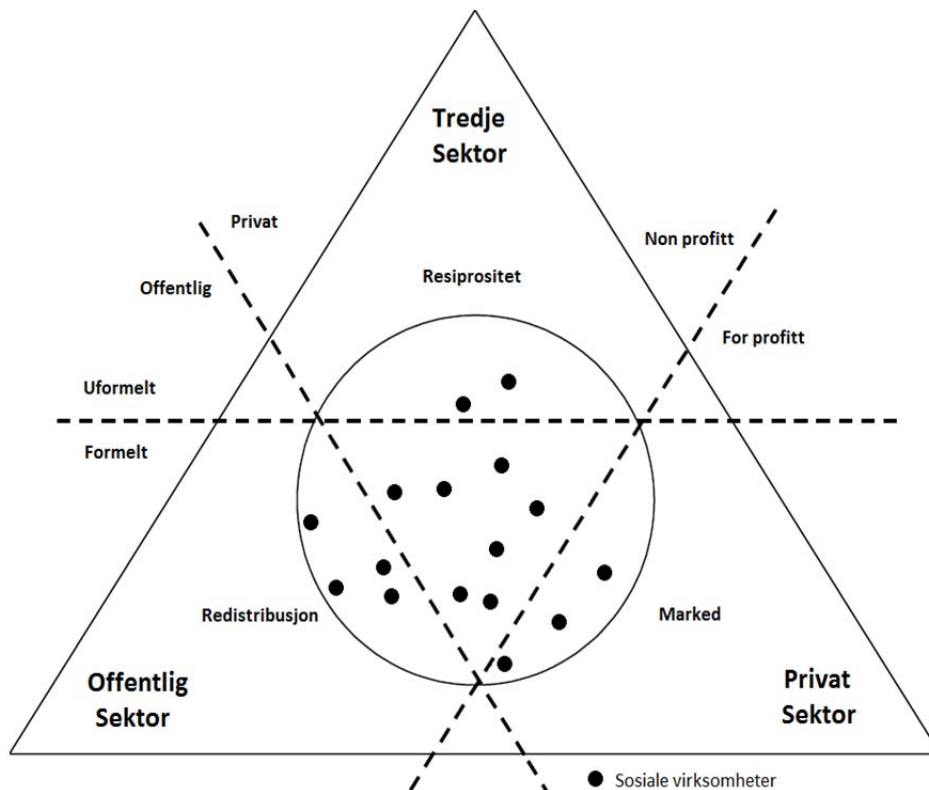 Tredje
Sektor
Privat
Non profitt
Offentlig
Resiprositet
For profitt
Uformelt
Formelt
Redistribusjon
Marked
Offentlig
Sektor
Privat
Sektor
Sosiale virksomheter